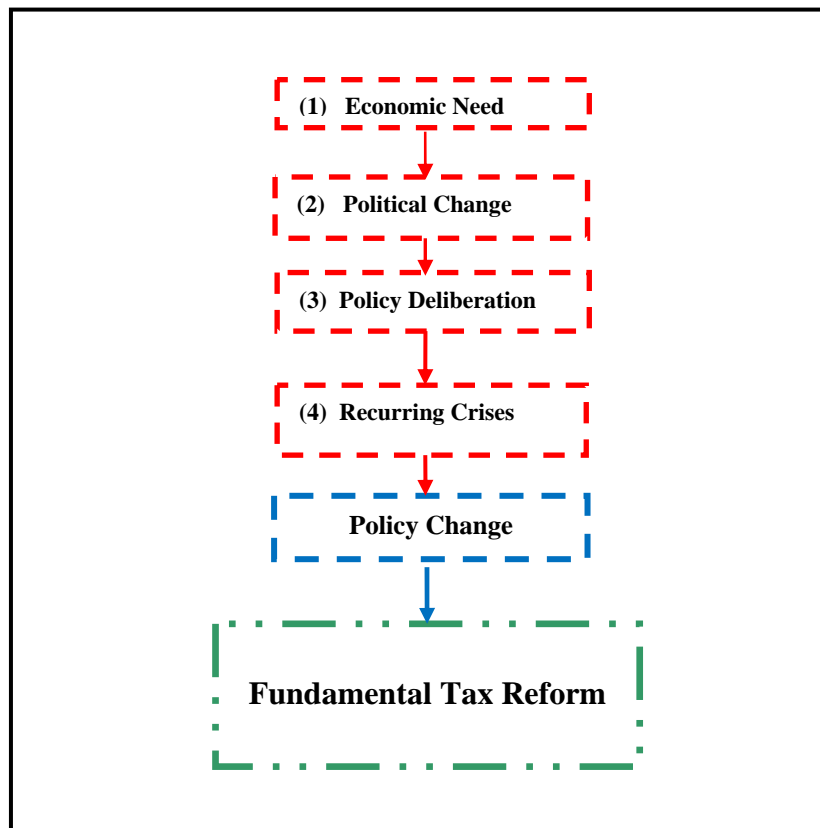 (1) Economic Need
(2) Political Change
(3) Policy Deliberation
(4) Recurring Crises
Policy Change
Fundamental Tax Reform